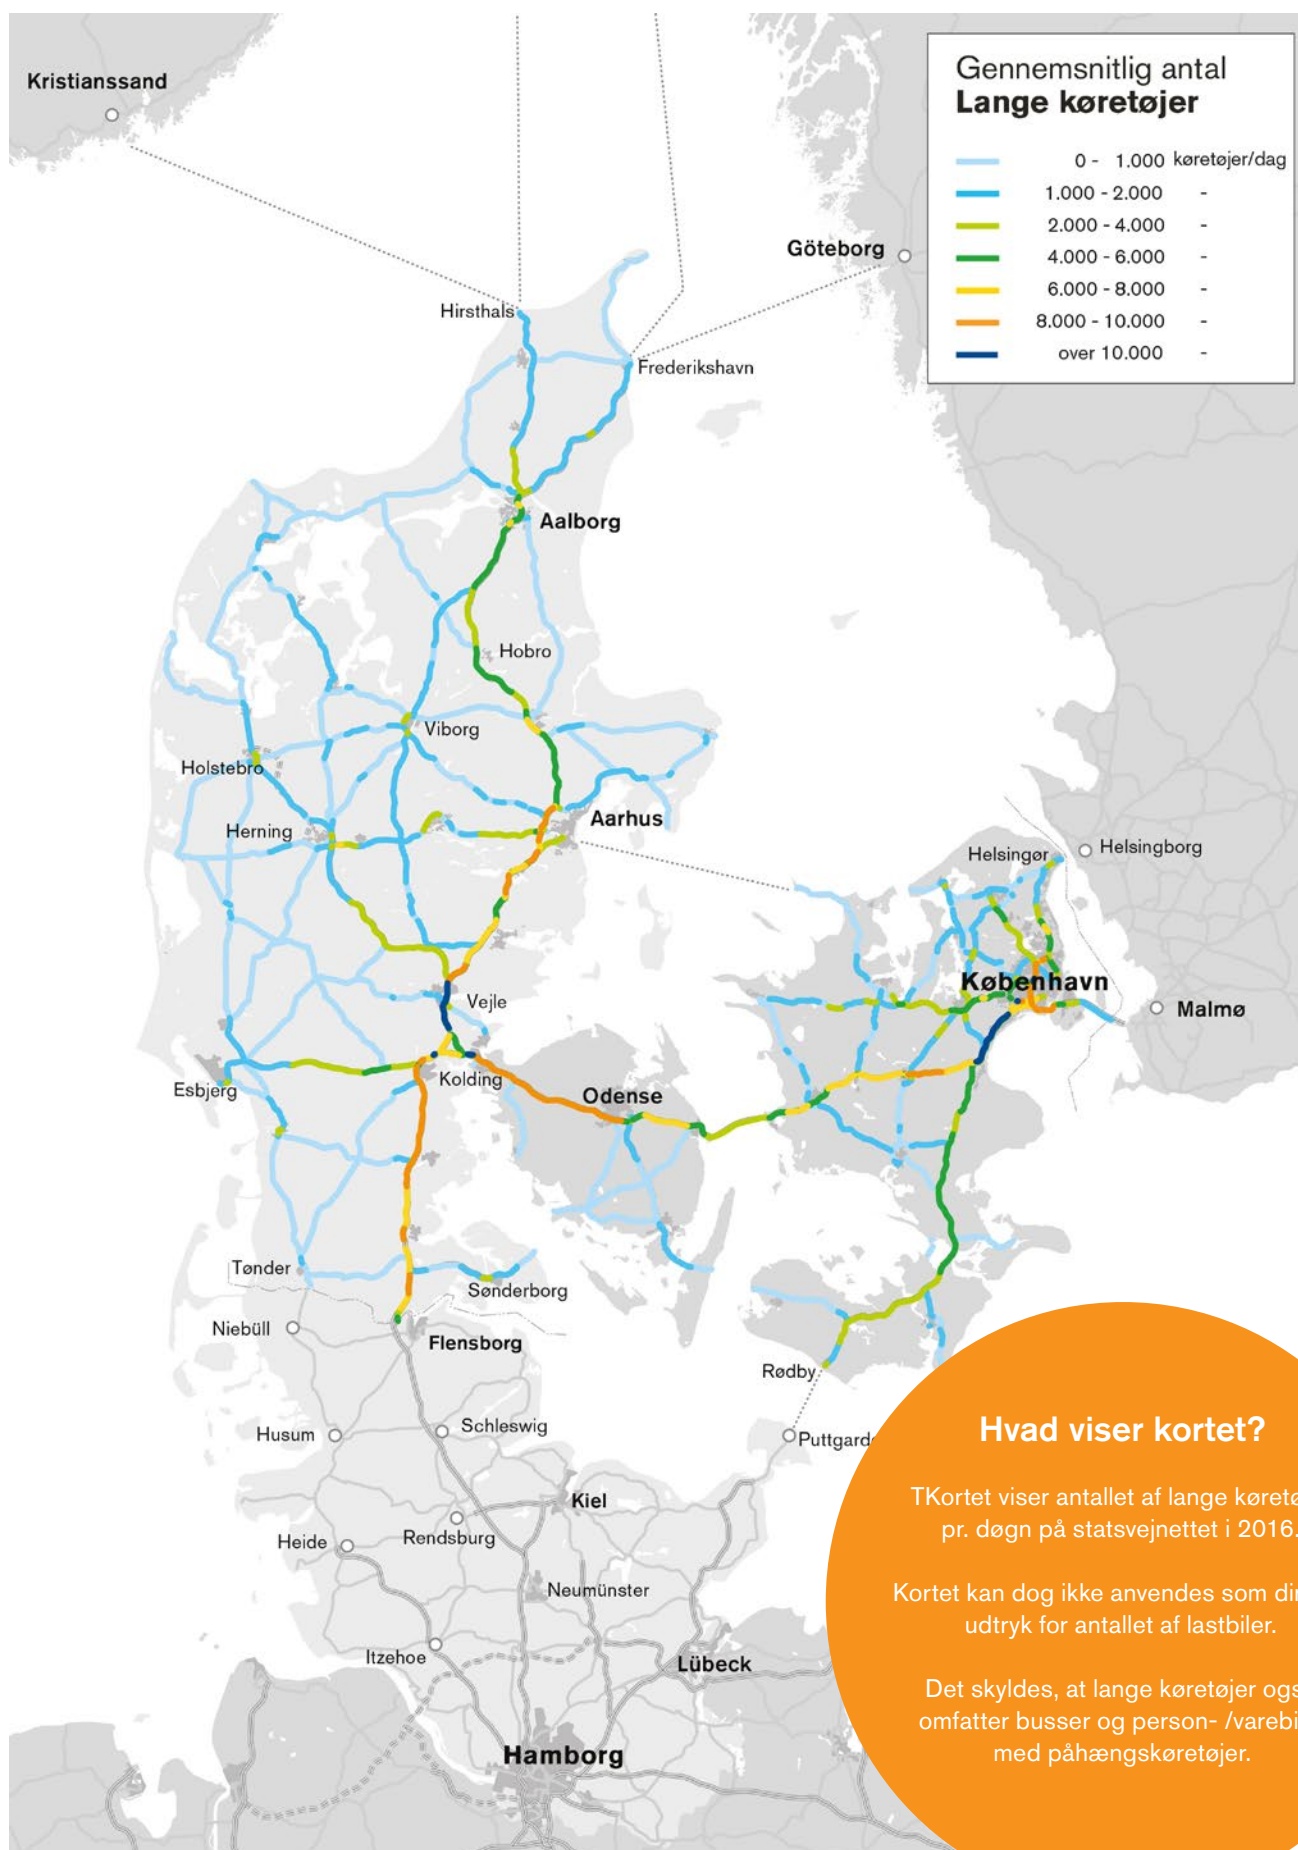 Kristianssand
Gennemsnitlig antal
Lange køretøjer
0 - 1.000 køretøjer/dag
1.000 - 2.000 -
2.000 - 4.000 -
4.000 - 6.000 -
6.000 - 8.000 -
8.000 - 10.000 -
over 10.000 -
Göteborg
Hirsthals
Frederikshavn
Aalborg
Hobro
Viborg
Holstebro
Aarhus
Herning
Helsingør
Helsingborg
København
Vejle
Malmø
Kolding
Esbjerg
Odense
Tønder
Sønderborg
Niebüll
Flensborg
Rødby
Schleswig
Husum
Puttgard
Kiel
Rendsburg
Heide
Neumünster
Itzehoe
Lübeck
Hamborg
Hvad viser kortet?
TKortet viser antallet af lange køretø
pr. døgn på statsvejnettet i 2016.
Kortet kan dog ikke anvendes som di
udtryk for antallet af lastbiler.
Det skyldes, at lange køretøjer ogs
omfatter busser og person- /varebi
med påhængskøretøjer.